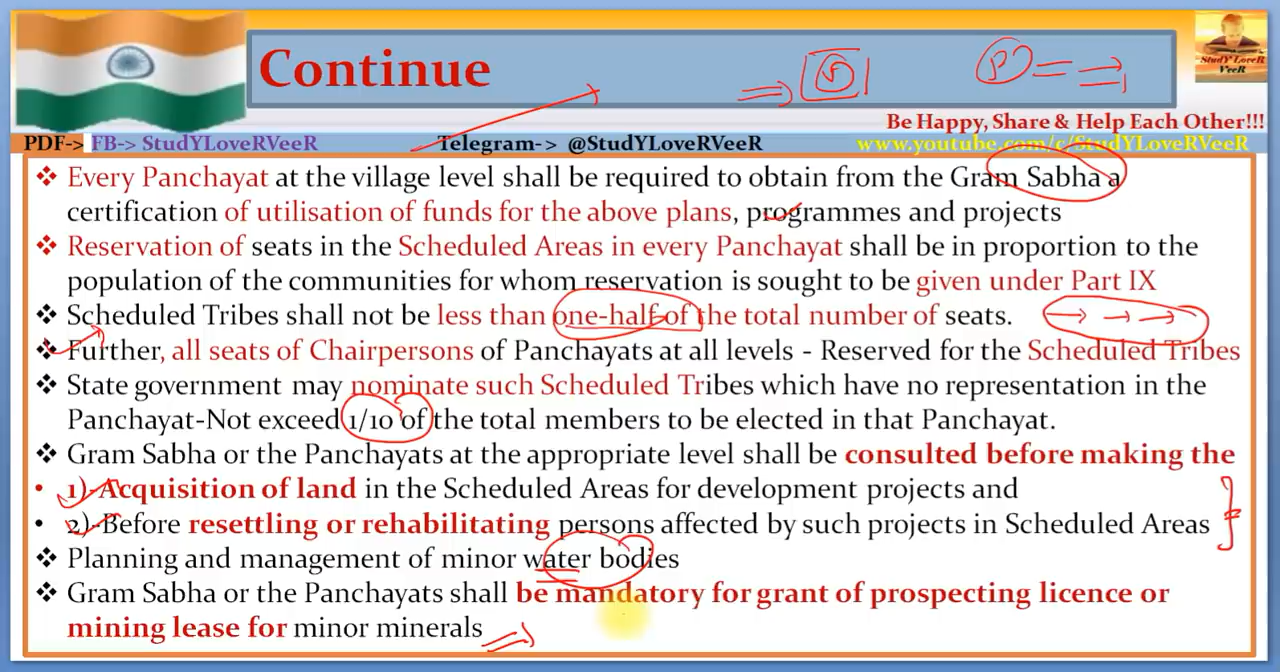 Continue
StudY LoveR
VeeR
Be Happy, Share & Help Each Other!!!
PDF-> FB-> StudYLoveRVeeR Telegram-> @StudYLoveRVeeR www.youtube.com/c/StudYLoveRVeeR
❖ Every Panchayat at the village level shall be required to obtain from the Gram Sabha a
certification of utilisation of funds for the above plans, programmes and projects
❖ Reservation of seats in the Scheduled Areas in every Panchayat shall be in proportion to the
population of the communities for whom reservation is sought to be given under Part IX
❖ Scheduled Tribes shall not be less than one-half of the total number of seats.
❖ Further, all seats of Chairpersons of Panchayats at all levels - Reserved for the Scheduled Tribes
❖ State government may nominate such Scheduled Tribes which have no representation in the
Panchayat-Not exceed 1/10 of the total members to be elected in that Panchayat.
❖ Gram Sabha or the Panchayats at the appropriate level shall be consulted before making the
• 1)-Acquisition of land in the Scheduled Areas for development projects and
• 2)-Before resettling or rehabilitating persons affected by such projects in Scheduled Areas
❖ Planning and management of minor water bodies
❖ Gram Sabha or the Panchayats shall be mandatory for grant of prospecting licence or
mining lease for minor minerals